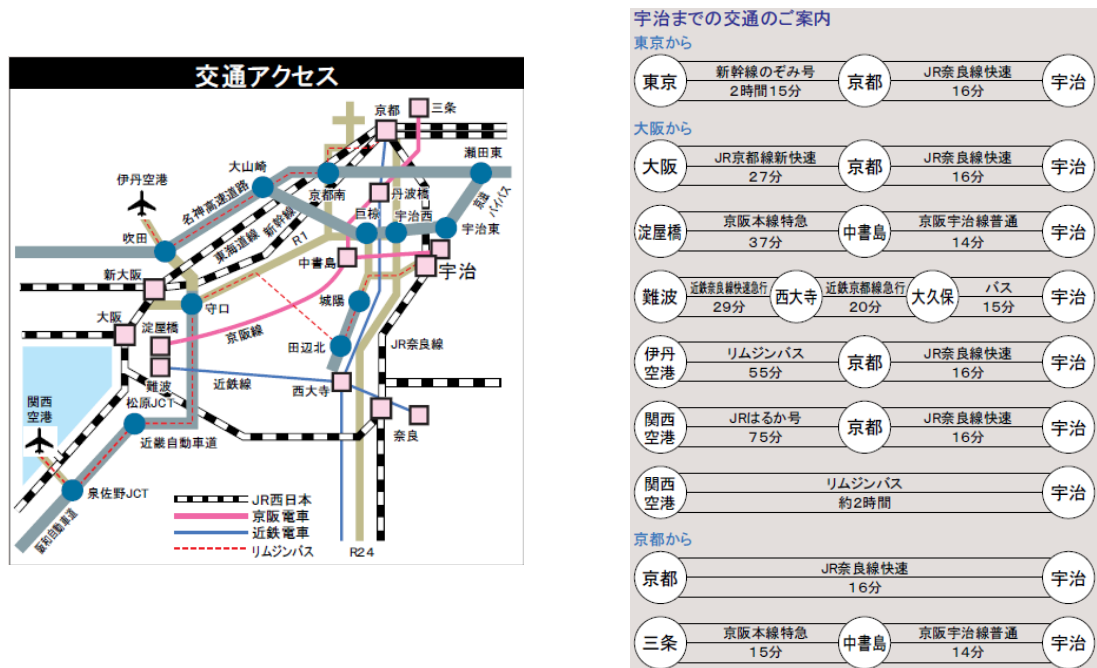 交通アクセス
京都
三条
瀬田東
大山崎
伊丹空港
名神高速道路
京都南
丹波橋
京滋バイパス
巨椋
宇治西
宇治東
吹田
東海道線
新幹線
R1
中書島
宇治
新大阪
守口
城陽
大阪
淀屋橋
京阪線
田辺北
JR奈良線
難波
近鉄線
西大寺
関西
空港
松原JCT
奈良
近畿自動車道
泉佐野JCT
阪和自動車道
JR西日本
京阪電車
近鉄電車
リムジンバス
R24
宇治までの交通のご案内
東京から
東京 新幹線のぞみ号 2時間15分 京都 JR奈良線快速 16分 宇治
大阪から
大阪 JR京都線新快速 27分 京都 JR奈良線快速 16分 宇治
淀屋橋 京阪本線特急 37分 中書島 京阪宇治線普通 14分 宇治
難波 近鉄奈良線快速急行 29分 西大寺 近鉄京都線急行 20分 大久保 バス 15分 宇治
伊丹空港 リムジンバス 55分 京都 JR奈良線快速 16分 宇治
関西空港 JRはるか号 75分 京都 JR奈良線快速 16分 宇治
関西空港 リムジンバス 約2時間 宇治
京都から
京都 JR奈良線快速 16分 宇治
三条 京阪本線特急 15分 中書島 京阪宇治線普通 14分 宇治